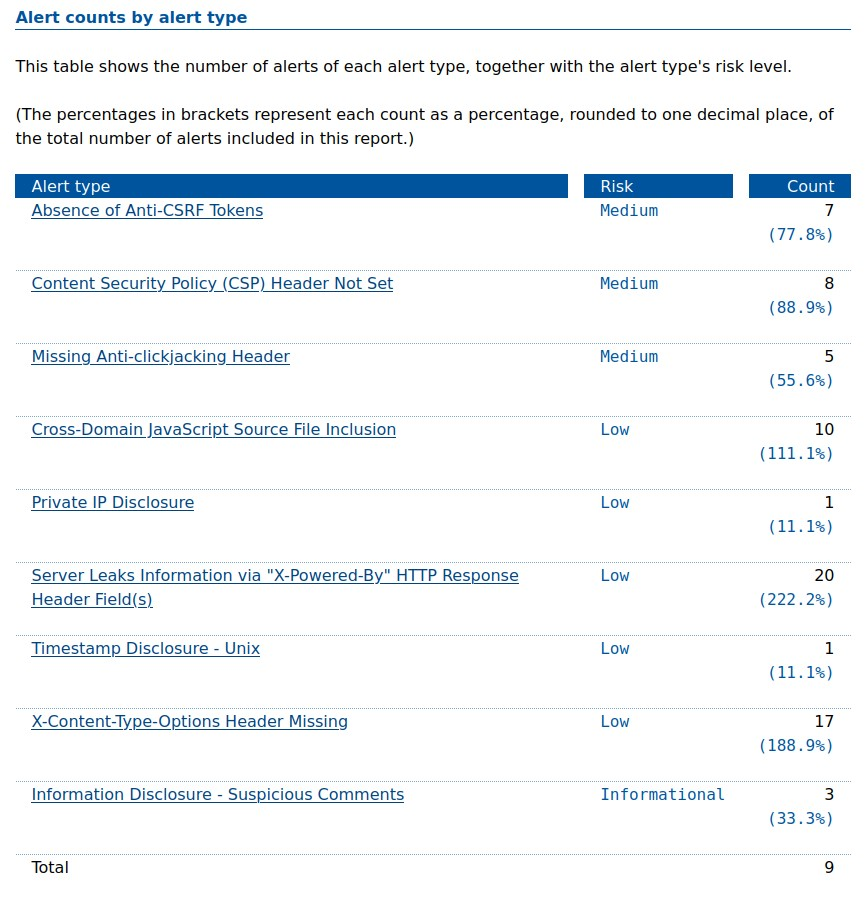 Alert counts by alert type
This table shows the number of alerts of each alert type, together with the alert type's risk level.
(The percentages in brackets represent each count as a percentage, rounded to one decimal place, of
the total number of alerts included in this report.)
Alert type Risk Count
Absence of Anti-CSRF Tokens Medium 7
(77.8%)
Content Security Policy (CSP) Header Not Set Medium 8
(88.9%)
Missing Anti-clickjacking Header Medium 5
(55.6%)
Cross-Domain JavaScript Source File Inclusion Low 10
(111.1%)
Private IP Disclosure Low 1
(11.1%)
Server Leaks Information via "X-Powered-By" HTTP Response Low 20
Header Field(s) (222.2%)
Timestamp Disclosure - Unix Low 1
(11.1%)
X-Content-Type-Options Header Missing Low 17
(188.9%)
Information Disclosure - Suspicious Comments Informational 3
(33.3%)
Total 9